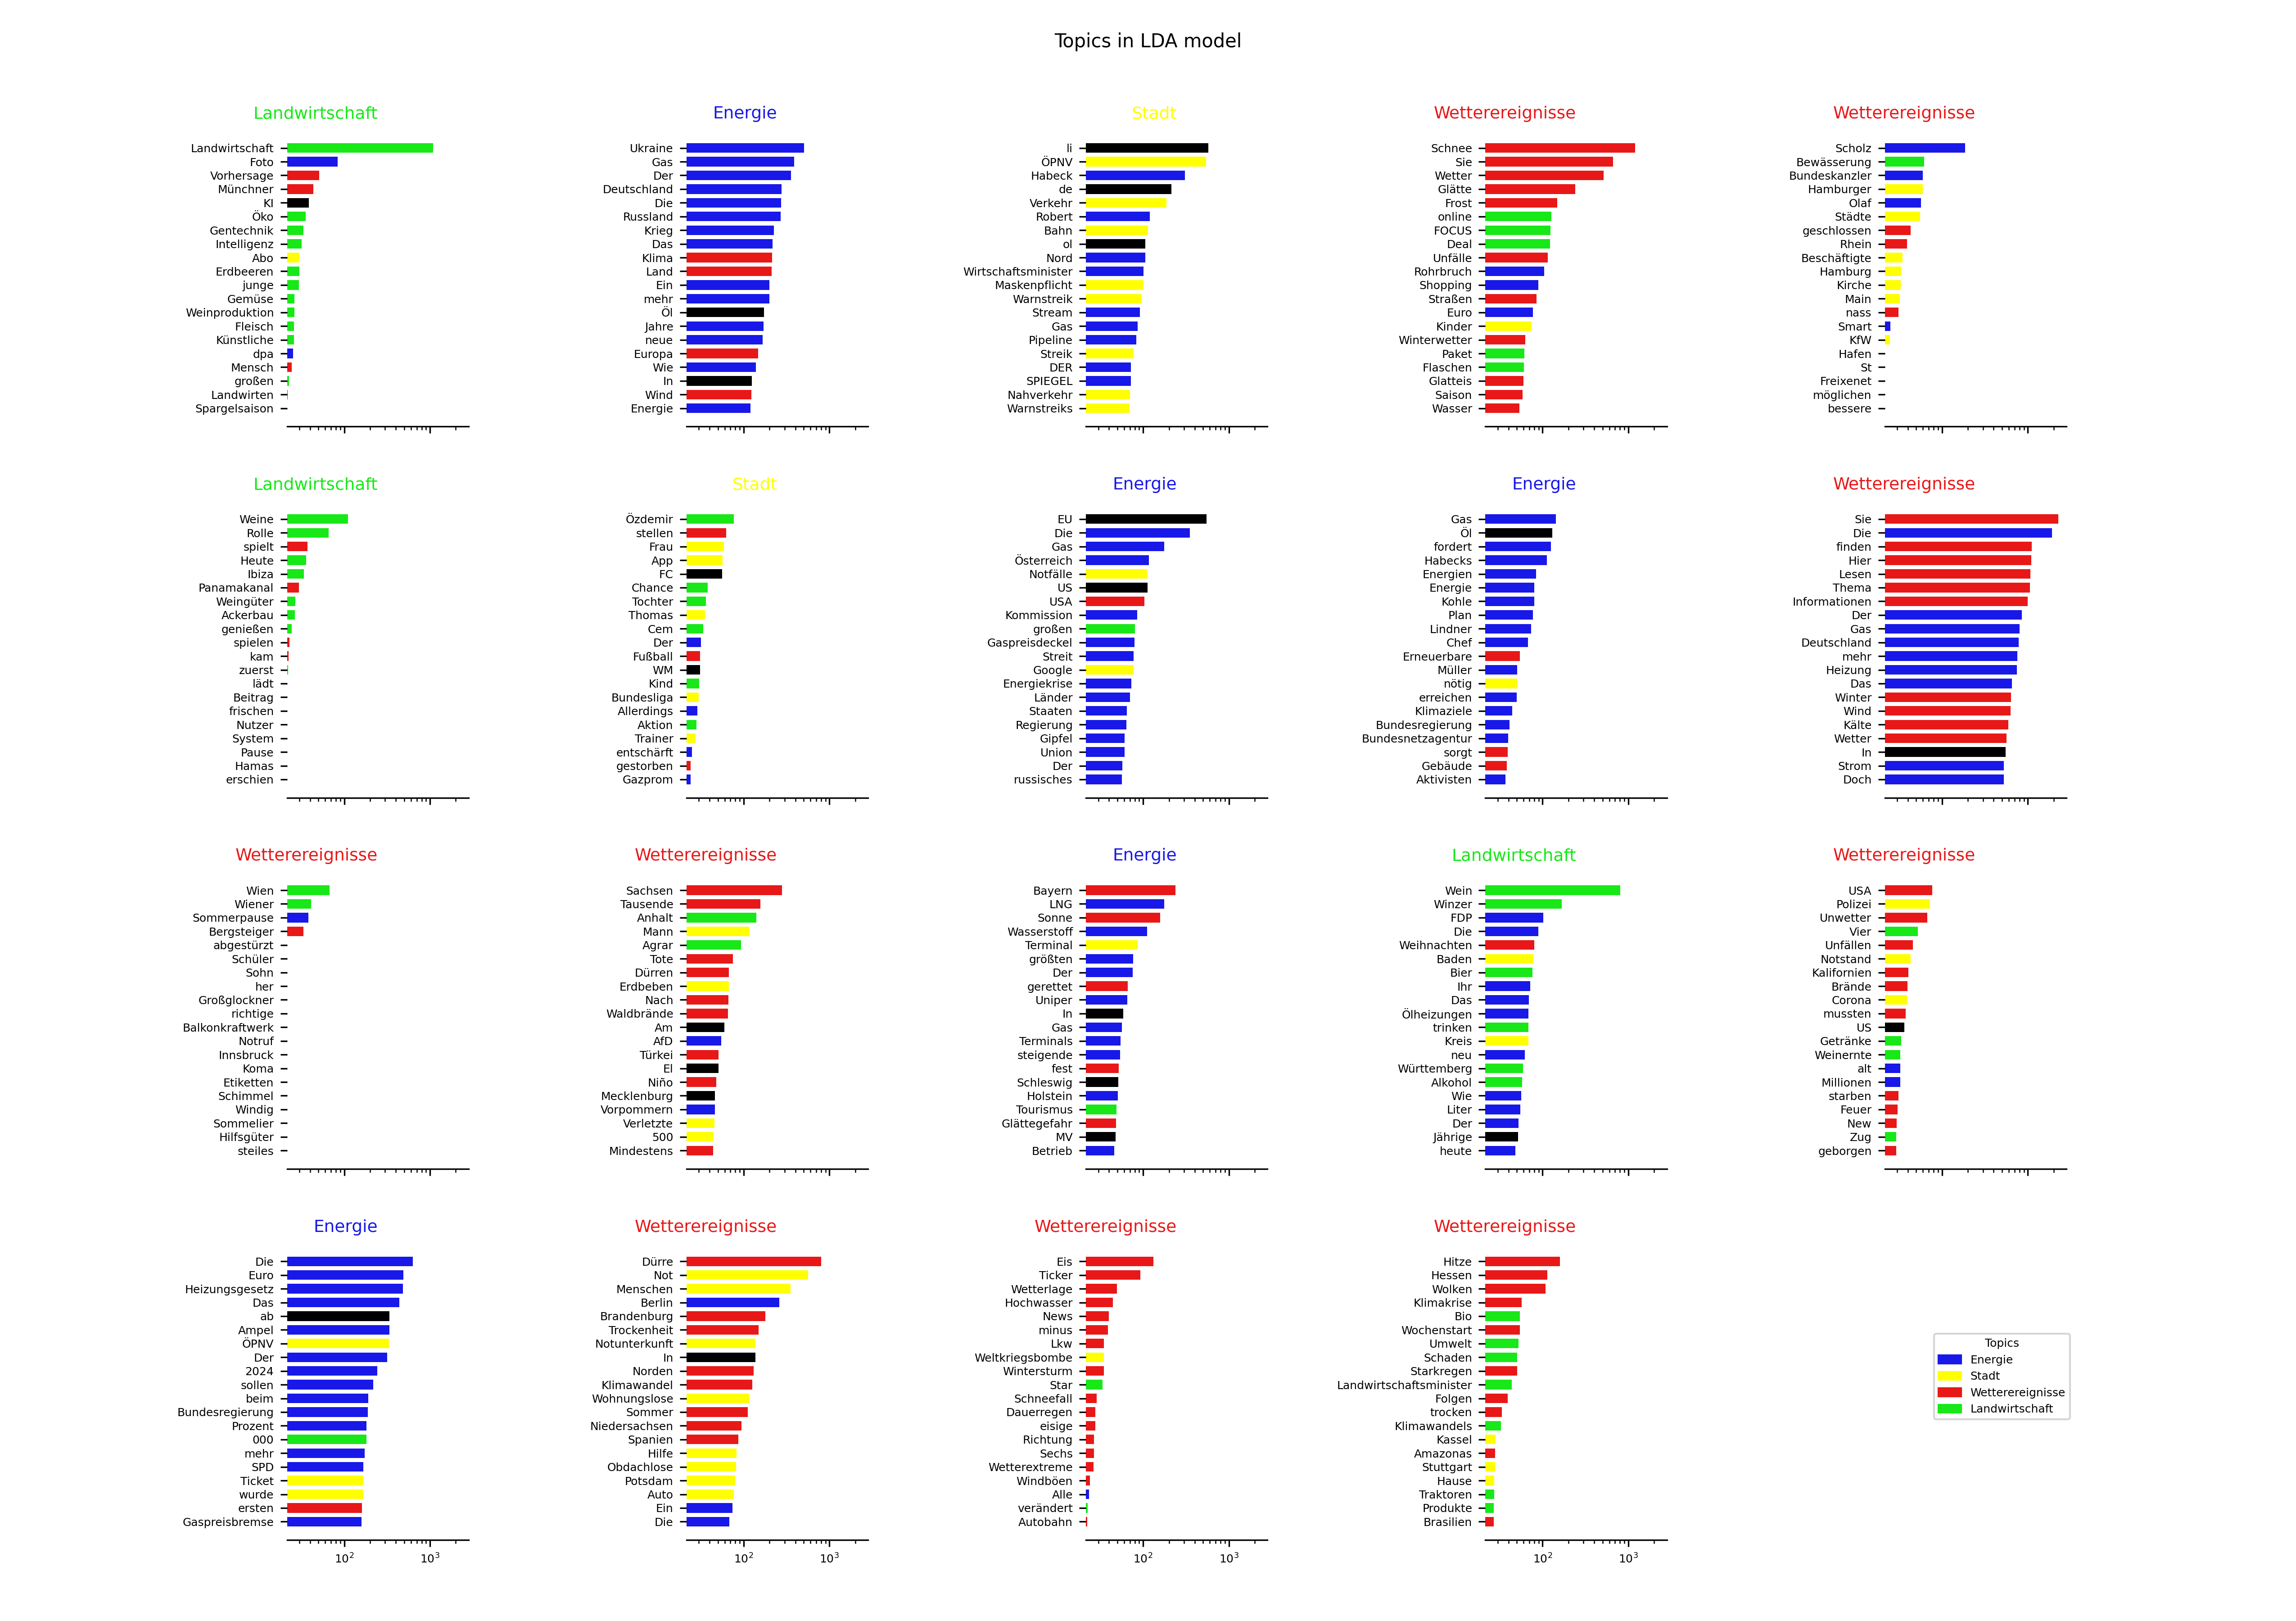 Topics in LDA model
Landwirtschaft
Landwirtschaft
Foto
Vorhersage
Münchner
KI
Öko
Gentechnik
Intelligenz
Abo
Erdbeeren
junge
Gemüse
Weinproduktion
Fleisch
Künstliche
dpa
Mensch
großen
Landwirten
Spargelsaison
Energie
Ukraine
Gas
Der
Deutschland
Die
Russland
Krieg
Das
Klima
Land
Ein
mehr
Öl
Jahre
neue
Europa
Wie
In
Wind
Energie
Stadt
li
ÖPNV
Habeck
de
Verkehr
Robert
Bahn
ol
Nord
Wirtschaftsminister
Maskenpflicht
Warnstreik
Stream
Gas
Pipeline
Streik
DER
SPIEGEL
Nahverkehr
Warnstreiks
Wetterereignisse
Schnee
Sie
Wetter
Glätte
Frost
online
FOCUS
Deal
Unfälle
Rohrbruch
Shopping
Straßen
Euro
Kinder
Winterwetter
Paket
Flaschen
Glatteis
Saison
Wasser
Wetterereignisse
Scholz
Bewässerung
Bundeskanzler
Hamburger
Olaf
Städte
geschlossen
Rhein
Beschäftigte
Hamburg
Kirche
Main
nass
Smart
KfW
Hafen
St
Freixenet
möglichen
bessere
Landwirtschaft
Weine
Rolle
spielt
Heute
Ibiza
Panamakanal
Weingüter
Ackerbau
genießen
spielen
kam
zuerst
lädt
Beitrag
frischen
Nutzer
System
Pause
Hamas
erschien
Stadt
Özdemir
stellen
Frau
App
FC
Chance
Tochter
Thomas
Cem
Der
Fußball
WM
Kind
Bundesliga
Allerdings
Aktion
Trainer
entschärft
gestorben
Gazprom
Energie
EU
Die
Gas
Österreich
Notfälle
US
USA
Kommission
großen
Gaspreisdeckel
Streit
Google
Energiekrise
Länder
Staaten
Regierung
Gipfel
Union
Der
russisches
Energie
Gas
Öl
fordert
Habecks
Energien
Energie
Kohle
Plan
Lindner
Chef
Erneuerbare
Müller
nötig
erreichen
Klimaziele
Bundesregierung
Bundesnetzagentur
sorgt
Gebäude
Aktivisten
Wetterereignisse
Sie
Die
finden
Hier
Lesen
Thema
Informationen
Der
Gas
Deutschland
mehr
Heizung
Das
Winter
Wind
Kälte
Wetter
In
Strom
Doch
Wetterereignisse
Wien
Wiener
Sommerpause
Bergsteiger
abgestürzt
Schüler
Sohn
her
Großglockner
richtige
Balkonkraftwerk
Notruf
Innsbruck
Koma
Etiketten
Schimmel
Windig
Sommelier
Hilfsgüter
steiles
Wetterereignisse
Sachsen
Tausende
Anhalt
Mann
Agrar
Tote
Dürren
Erdbeben
Nach
Waldbrände
Am
AfD
Türkei
El
Niño
Mecklenburg
Vorpommern
Verletzte
500
Mindestens
Energie
Bayern
LNG
Sonne
Wasserstoff
Terminal
größten
Der
gerettet
Uniper
In
Gas
Terminals
steigende
fest
Schleswig
Holstein
Tourismus
Glättegefahr
MV
Betrieb
Landwirtschaft
Wein
Winzer
FDP
Die
Weihnachten
Baden
Bier
Ihr
Das
Ölheizungen
trinken
Kreis
neu
Württemberg
Alkohol
Wie
Liter
Der
Jährige
heute
Wetterereignisse
USA
Polizei
Unwetter
Vier
Unfällen
Notstand
Kalifornien
Brände
Corona
mussten
US
Getränke
Weinernte
alt
Millionen
starben
Feuer
New
Zug
geborgen
Energie
Die
Euro
Heizungsgesetz
Das
ab
Ampel
ÖPNV
Der
2024
sollen
beim
Bundesregierung
Prozent
000
mehr
SPD
Ticket
wurde
ersten
Gaspreisbremse
10² 10³
Wetterereignisse
Dürre
Not
Menschen
Berlin
Brandenburg
Trockenheit
Notunterkunft
In
Norden
Klimawandel
Wohnungslose
Sommer
Niedersachsen
Spanien
Hilfe
Obdachlose
Potsdam
Auto
Ein
Die
10² 10³
Wetterereignisse
Eis
Ticker
Wetterlage
Hochwasser
News
minus
Lkw
Weltkriegsbombe
Wintersturm
Star
Schneefall
Dauerregen
eisige
Richtung
Sechs
Wetterextreme
Windböen
Alle
verändert
Autobahn
10² 10³
Wetterereignisse
Hitze
Hessen
Wolken
Klimakrise
Bio
Wochenstart
Umwelt
Schaden
Starkregen
Landwirtschaftsminister
Folgen
trocken
Klimawandels
Kassel
Amazonas
Stuttgart
Hause
Traktoren
Produkte
Brasilien
10² 10³
Topics
Energie
Stadt
Wetterereignisse
Landwirtschaft